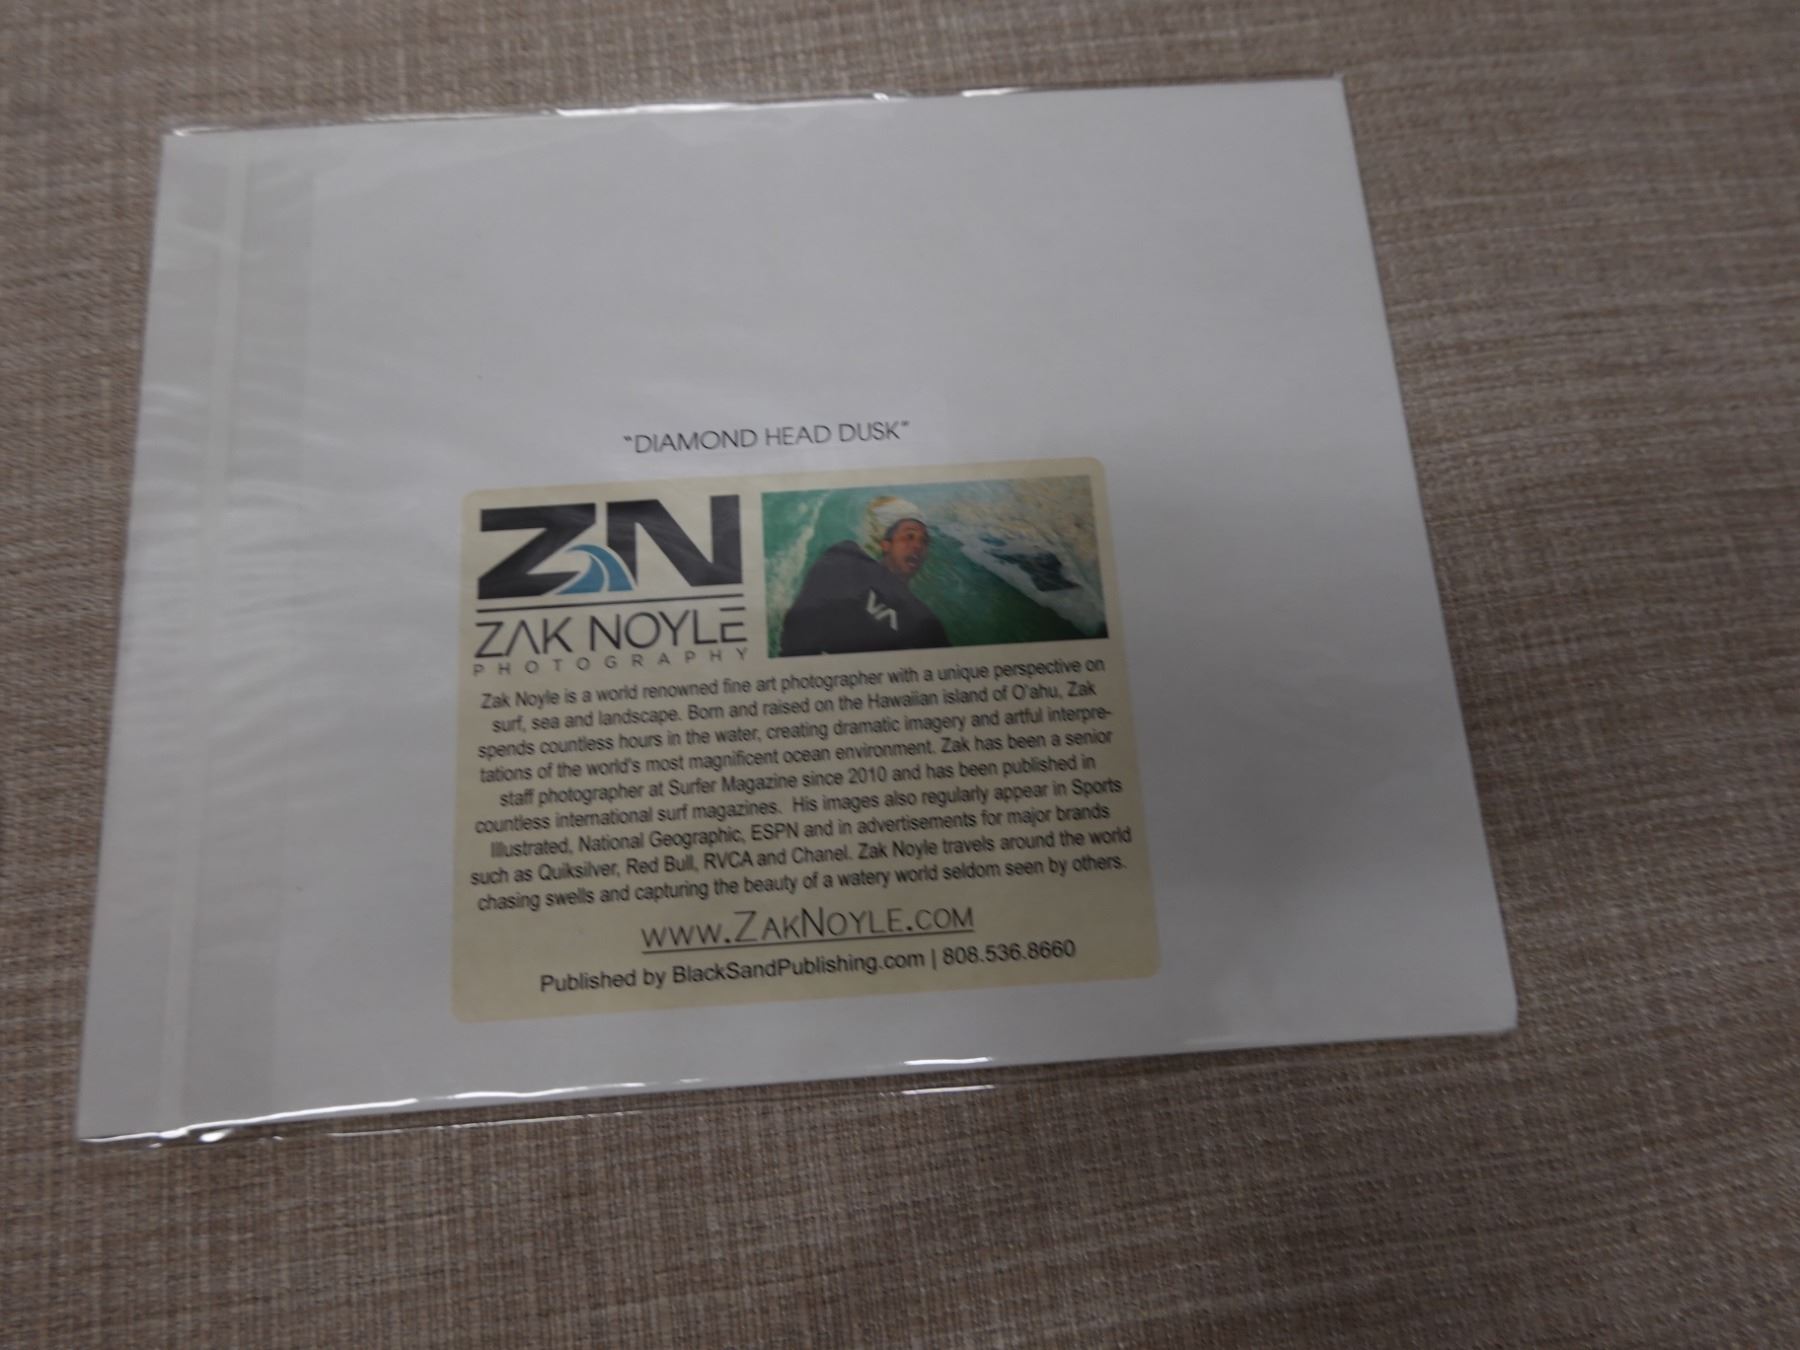 "DIAMOND HEAD DUSK"
ZN
ZAK NOYLE
PHOTOGRAPHY
VA
Zak Noyle is a world renowned fine art photographer with a unique perspective on
surf, sea and landscape. Born and raised on the Hawaiian island of O'ahu, Zak
spends countless hours in the water, creating dramatic imagery and artful interpre-
tations of the world's most magnificent ocean environment. Zak has been a senior
staff photographer at Surfer Magazine since 2010 and has been published in
countless international surf magazines. His images also regularly appear in Sports
Illustrated, National Geographic, ESPN and in advertisements for major brands
such as Quiksilver, Red Bull, RVCA and Chanel. Zak Noyle travels around the world
chasing swells and capturing the beauty of a watery world seldom seen by others.
www.ZakNoyle.com
Published by BlackSandPublishing.com | 808.536.8660